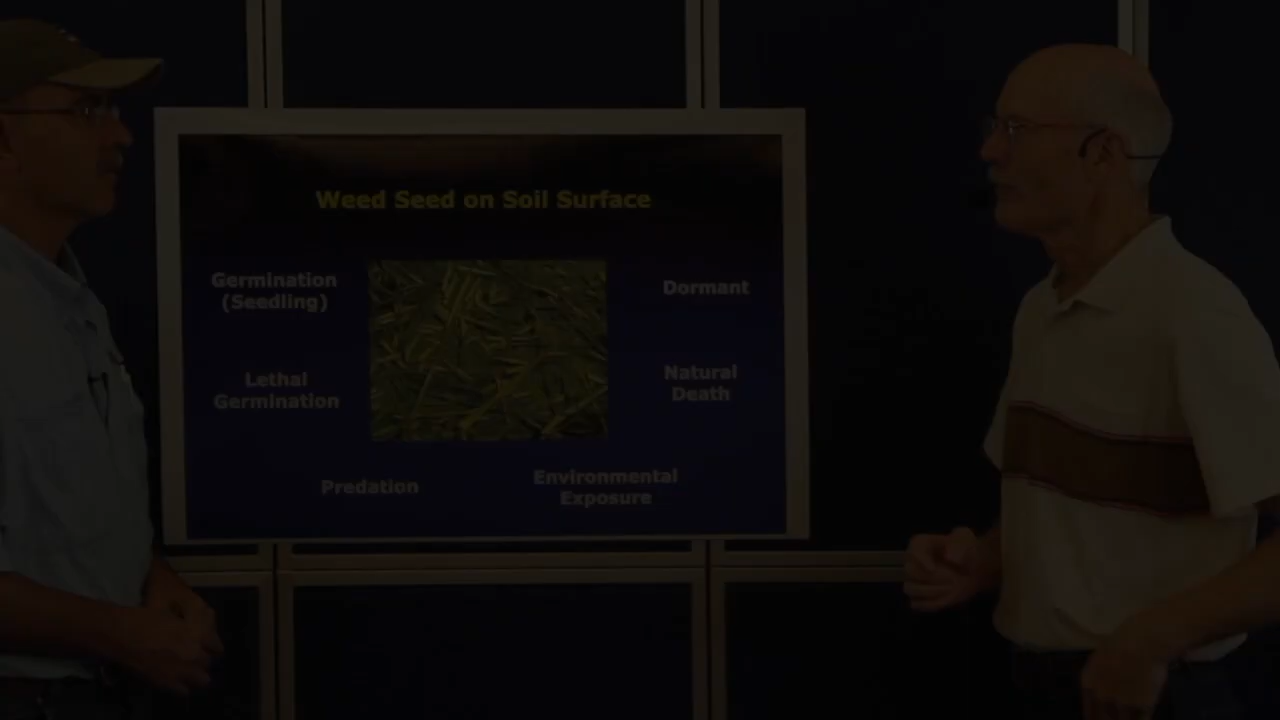 Weed Seed on Soil Surface
Germination
(Seedling)
Dormant
Lethal
Germination
Natural
Death
Predation
Environmental
Exposure